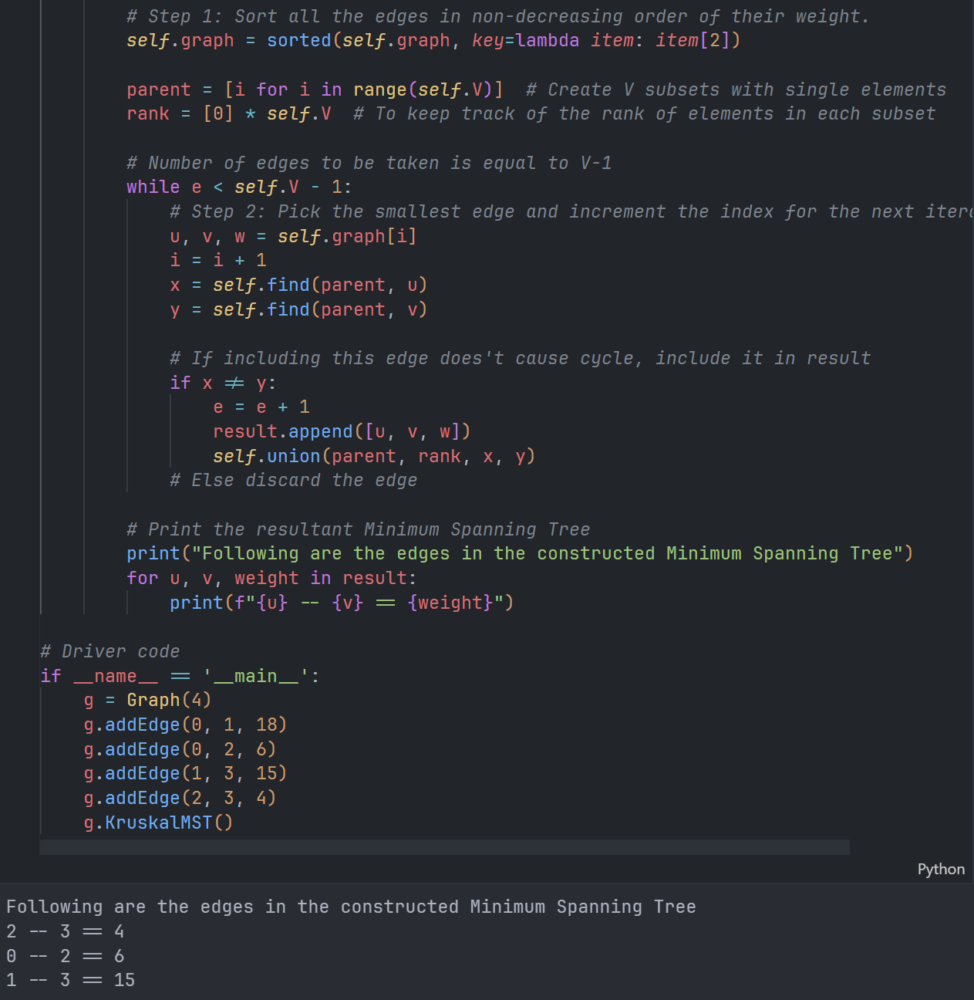 # Step 1: Sort all the edges in non-decreasing order of their weight.
self.graph = sorted(self.graph, key=lambda item: item[2])
parent = [i for i in range(self.V)]  # Create V subsets with single elements
rank = [0] * self.V  # To keep track of the rank of elements in each subset
# Number of edges to be taken is equal to V-1
while e < self.V - 1:
# Step 2: Pick the smallest edge and increment the index for the next
u, v, w = self.graph[i]
i = i + 1
x = self.find(parent, u)
y = self.find(parent, v)
# If including this edge does't cause cycle, include it in result
if x != y:
e = e + 1
result.append([u, v, w])
self.union(parent, rank, x, y)
# Else discard the edge
# Print the resultant Minimum Spanning Tree
print("Following are the edges in the constructed Minimum Spanning Tree")
for u, v, weight in result:
print(f"{u} -- {v} == {weight}")
# Driver code
if __name__ == '__main__':
g = Graph(4)
g.addEdge(0, 1, 18)
g.addEdge(0, 2, 6)
g.addEdge(1, 3, 15)
g.addEdge(2, 3, 4)
g.KruskalMST()
Python
Following are the edges in the constructed Minimum Spanning Tree
2 -- 3 == 4
0 -- 2 == 6
1 -- 3 == 15